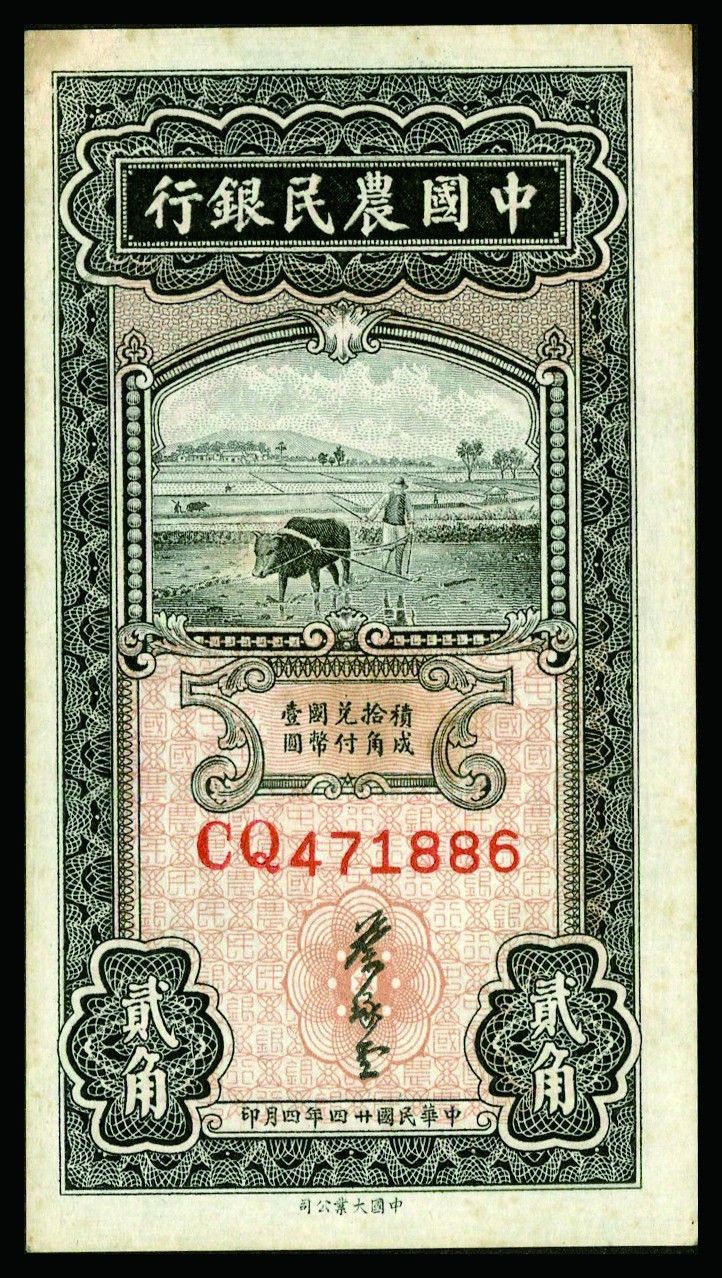 中國農民銀行
積成
拾角
兌付
國幣
壹圓
CQ471886
貳角
貳角
中華民國廿四年四月印
中國大業公司